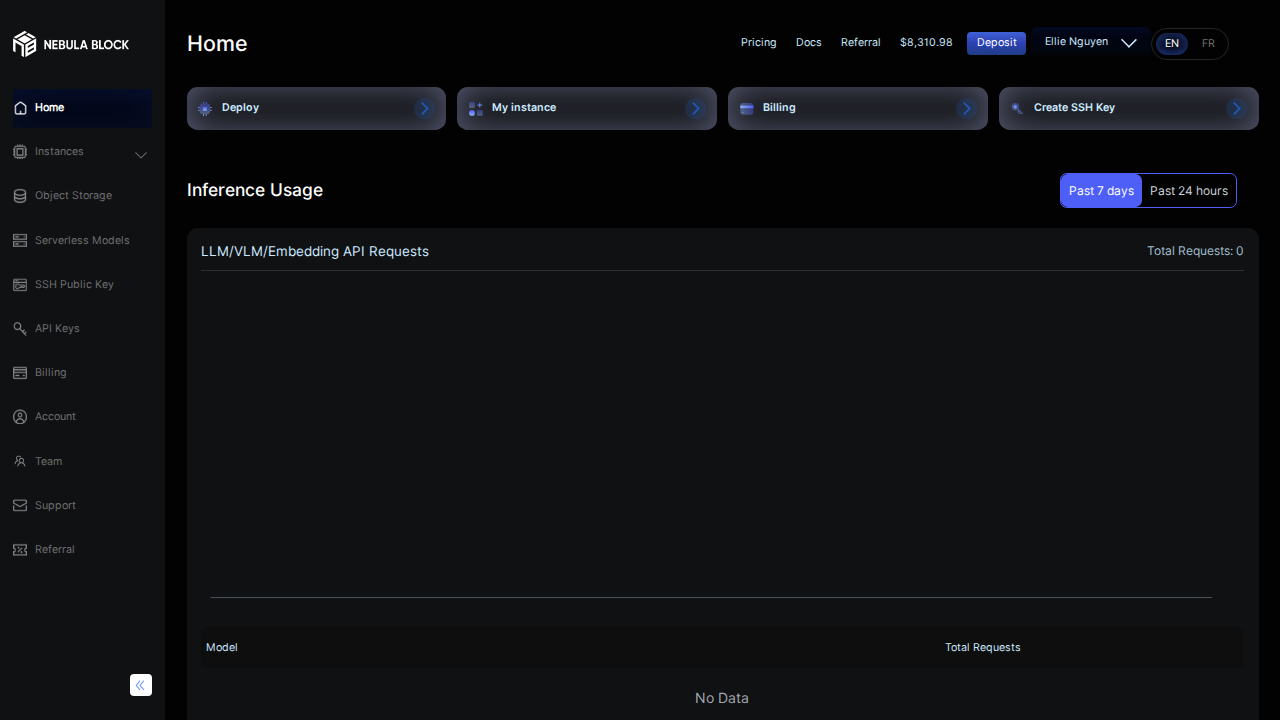 NEBULA BLOCK
Home
Instances
Object Storage
Serverless Models
SSH Public Key
API Keys
Billing
Account
Team
Support
Referral
Home
Pricing
Docs
Referral
$8,310.98
Deposit
Ellie Nguyen
EN
FR
Deploy
My instance
Billing
Create SSH Key
Inference Usage
Past 7 days
Past 24 hours
LLM/VLM/Embedding API Requests
Total Requests: 0
Model
Total Requests
No Data